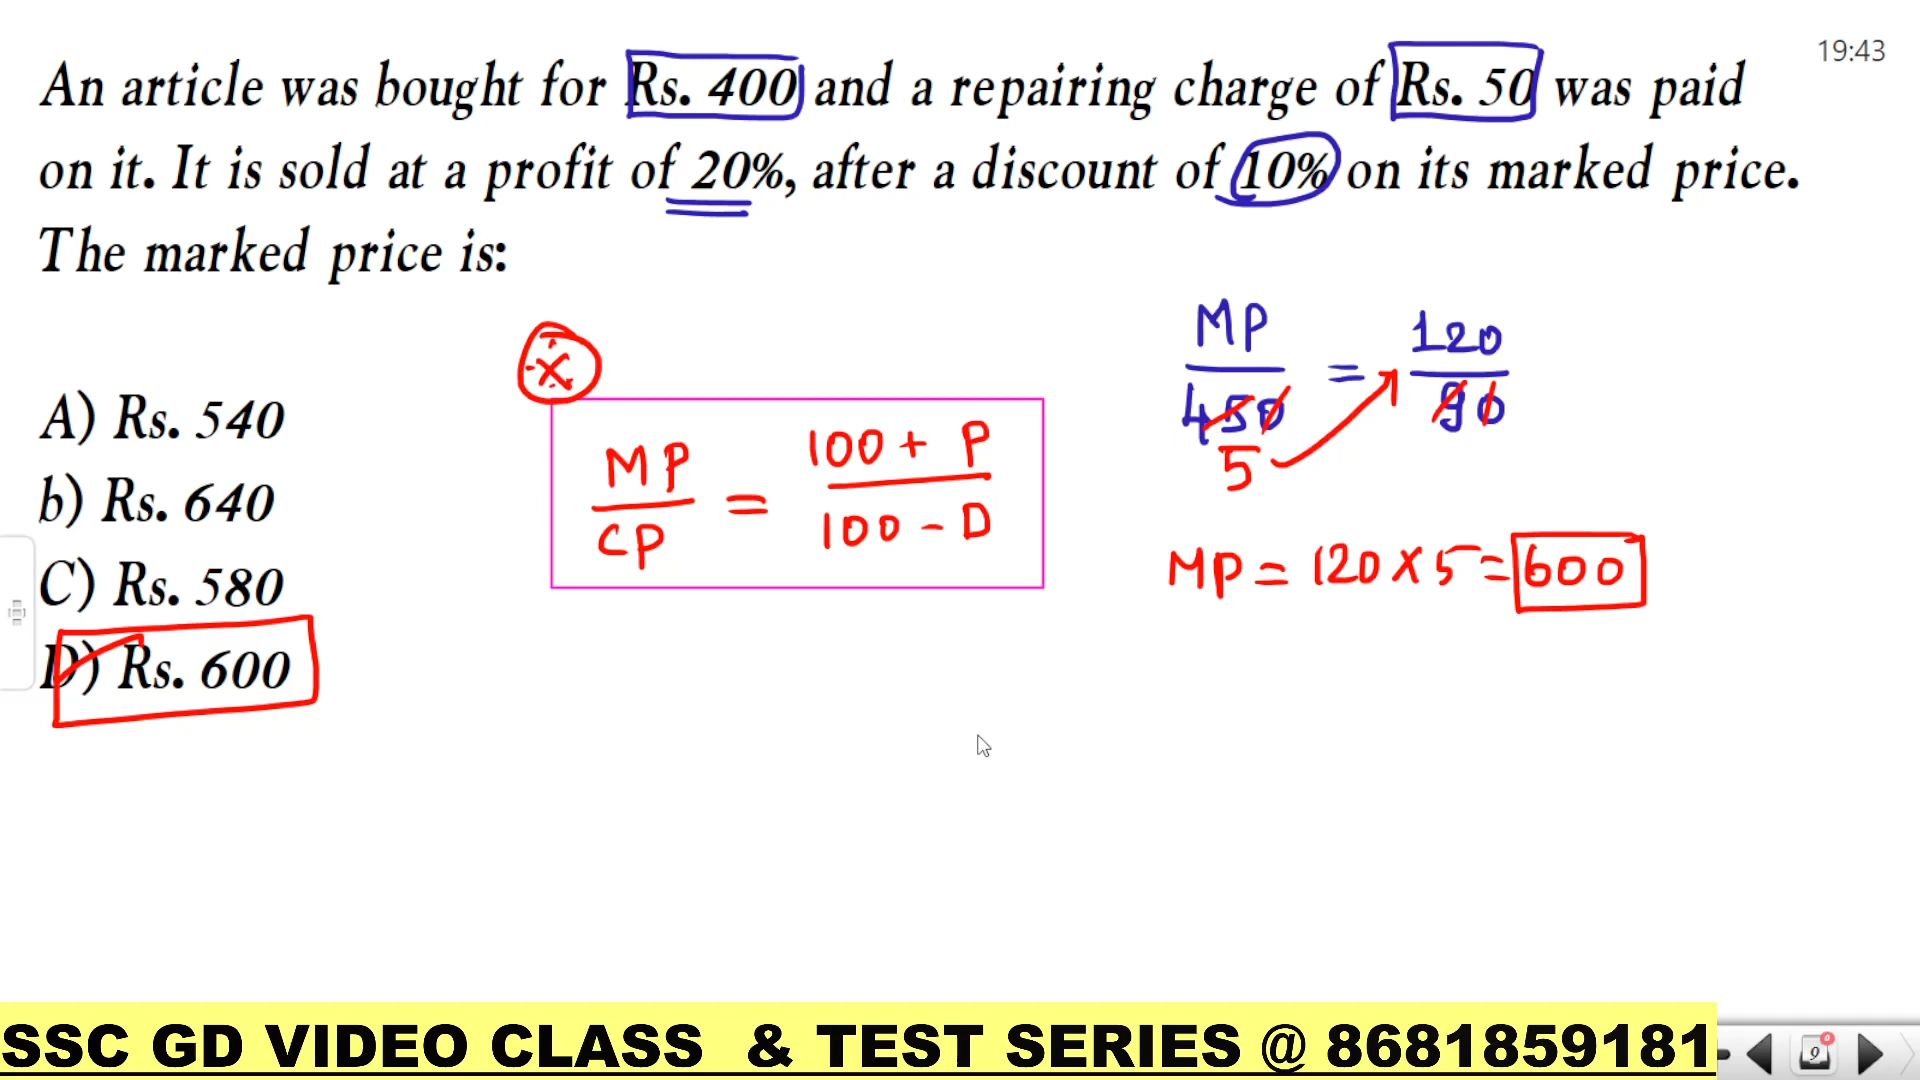 19:43
An article was bought for Rs. 400 and a repairing charge of Rs. 50 was paid
on it. It is sold at a profit of 20%, after a discount of 10% on its marked price.
The marked price is:
A) Rs. 540
b) Rs. 640
C) Rs. 580
D) Rs. 600
MP/CP = 100 + P/100 - D
MP/450 = 120/90
5
MP = 120 × 5 = 600
SSC GD VIDEO CLASS & TEST SERIES @ 8681859181
9